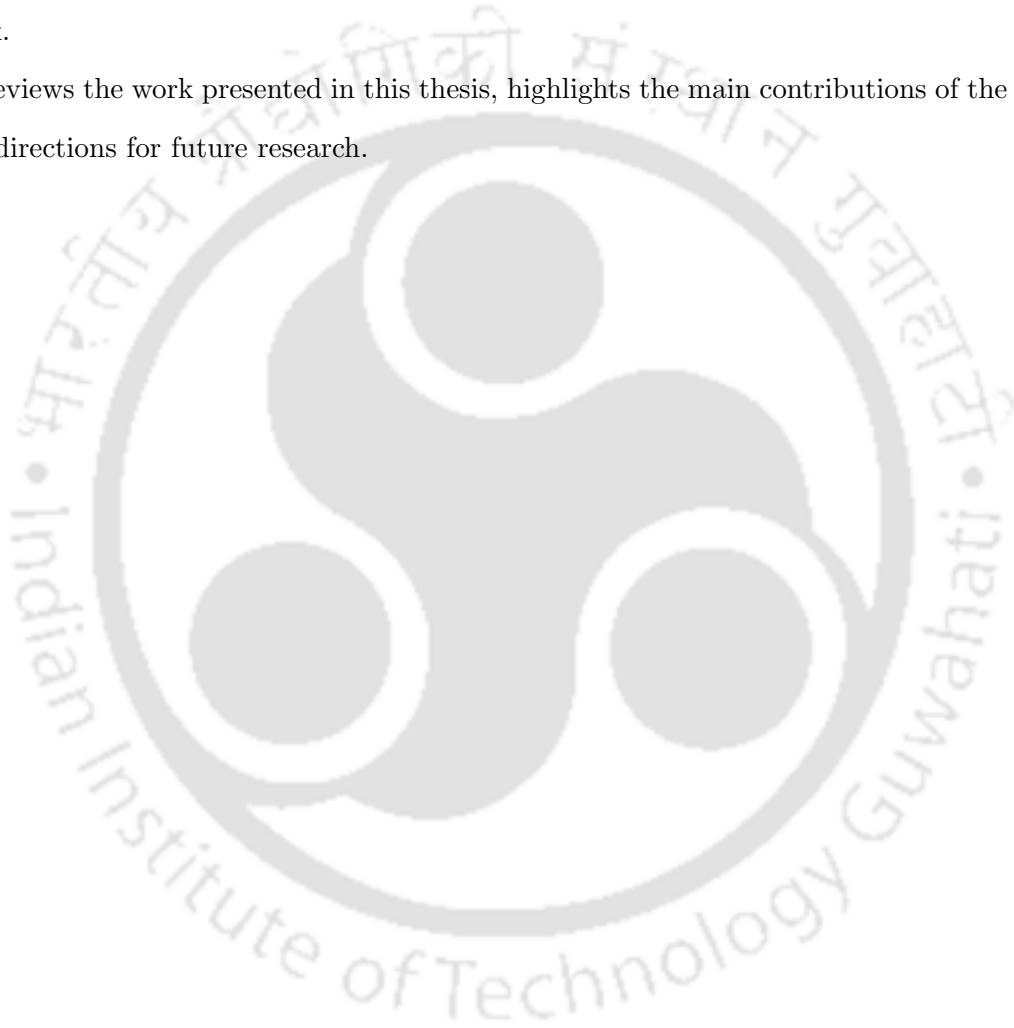 .
eviews the work presented in this thesis, highlights the main contributions of the
directions for future research.
भारतीय प्रौद्योगिकी संस्थान गुवाहाटी
Indian Institute of Technology Guwahati